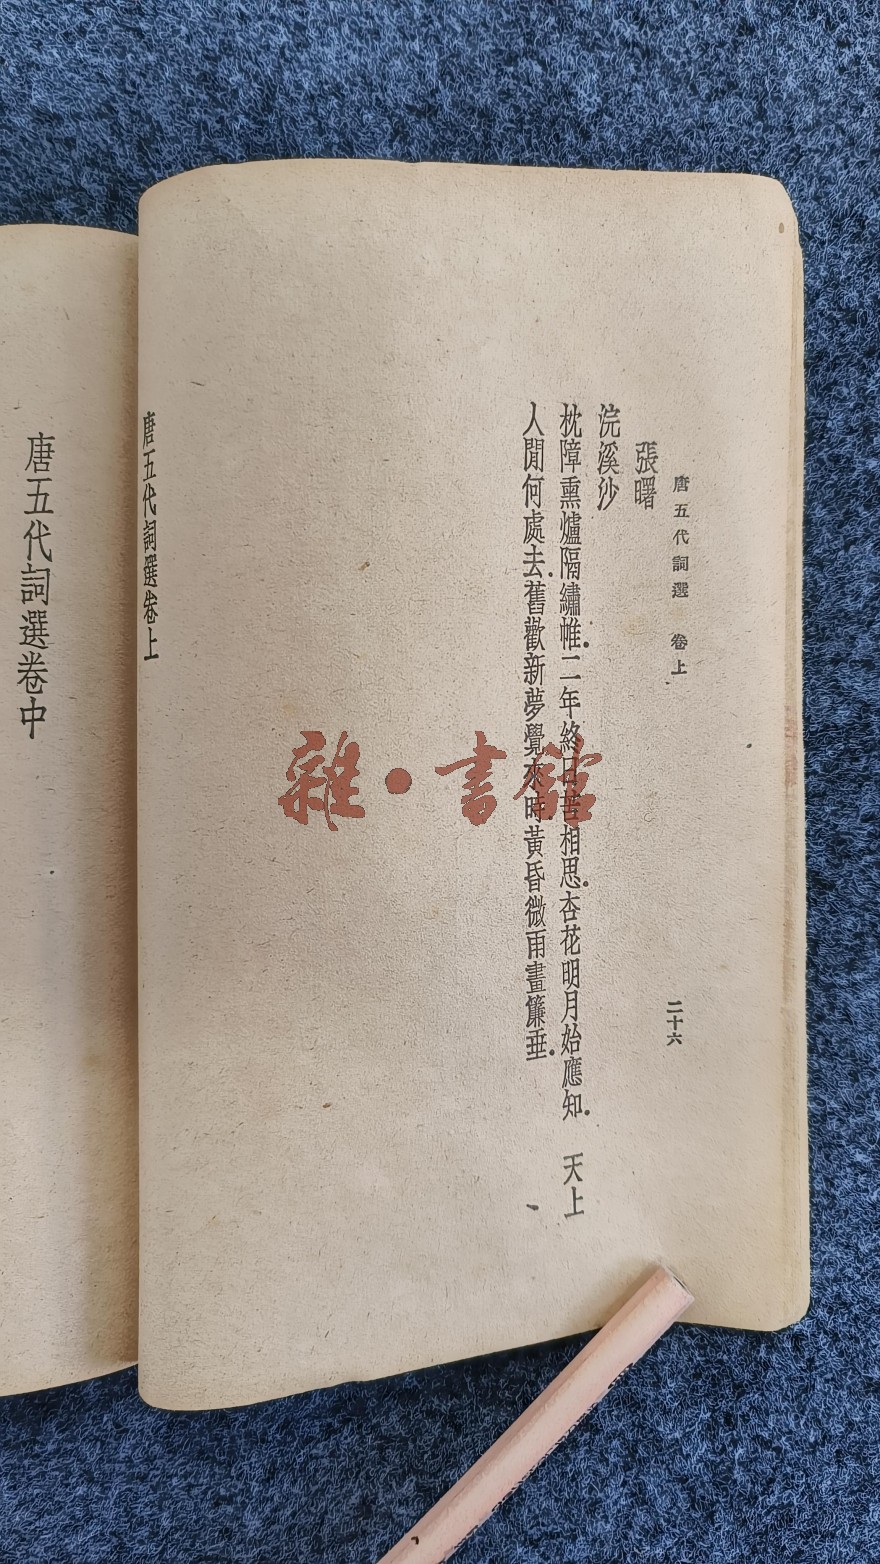 唐五代詞選 卷上 二十六
張曙
浣溪沙
枕障熏爐隔繡帷.二年終日苦相思.杏花明月始應知. 天上
人閒何處去.舊歡新夢覺來時黃昏微雨畫簾垂.
唐五代詞選卷上
唐五代詞選卷中
雜·書館